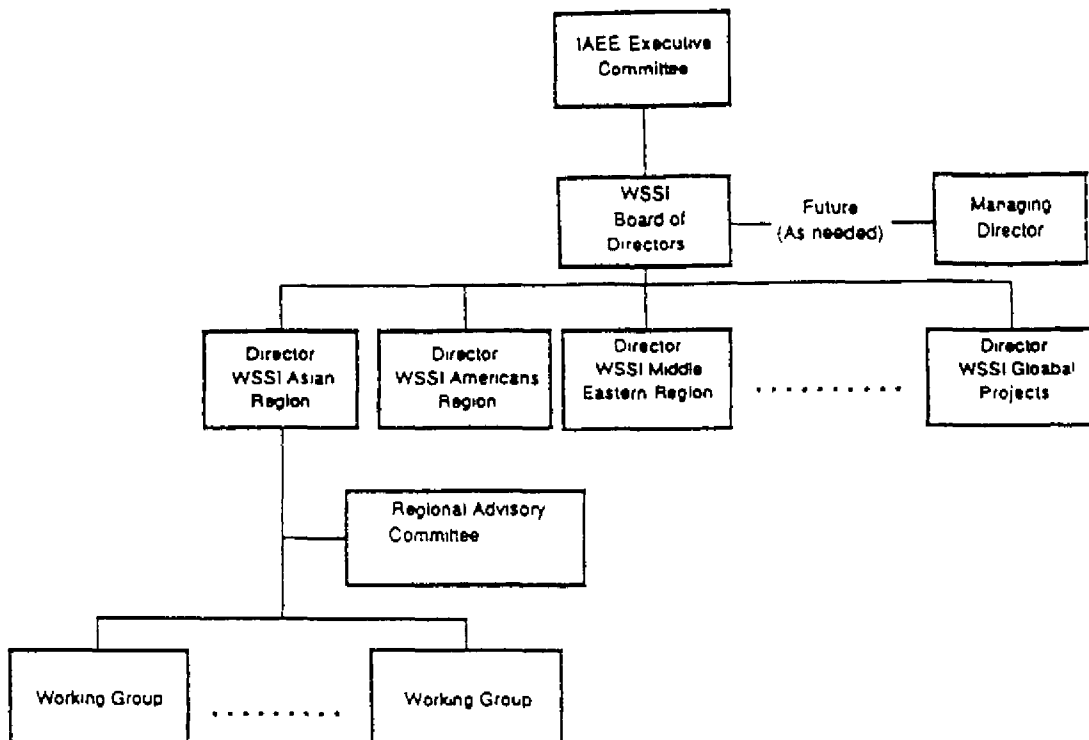 IAEE Executive
Committee
WSSI
Board of
Directors
Future
(As needed)
Managing
Director
Director
WSSI Asian
Region
Director
WSSI Americans
Region
Director
WSSI Middle
Eastern Region
. . . . . . . . . .
Director
WSSI Gloabal
Projects
Regional Advisory
Committee
Working Group
. . . . . . . . .
Working Group